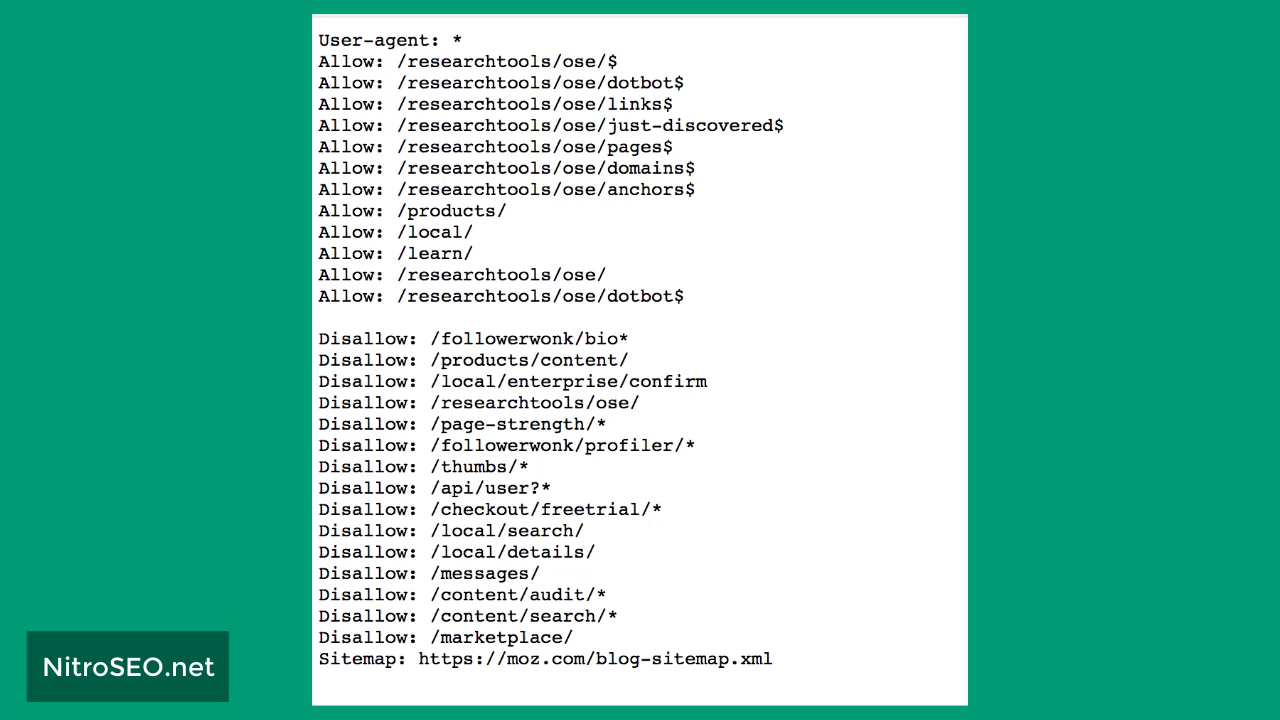 User-agent: *
Allow: /researchtools/ose/$
Allow: /researchtools/ose/dotbot$
Allow: /researchtools/ose/links$
Allow: /researchtools/ose/just-discovered$
Allow: /researchtools/ose/pages$
Allow: /researchtools/ose/domains$
Allow: /researchtools/ose/anchors$
Allow: /products/
Allow: /local/
Allow: /learn/
Allow: /researchtools/ose/
Allow: /researchtools/ose/dotbot$

Disallow: /followerwonk/bio*
Disallow: /products/content/
Disallow: /local/enterprise/confirm
Disallow: /researchtools/ose/
Disallow: /page-strength/*
Disallow: /followerwonk/profiler/*
Disallow: /thumbs/*
Disallow: /api/user?*
Disallow: /checkout/freetrial/*
Disallow: /local/search/
Disallow: /local/details/
Disallow: /messages/
Disallow: /content/audit/*
Disallow: /content/search/*
Disallow: /marketplace/
Sitemap: https://moz.com/blog-sitemap.xml
NitroSEO.net